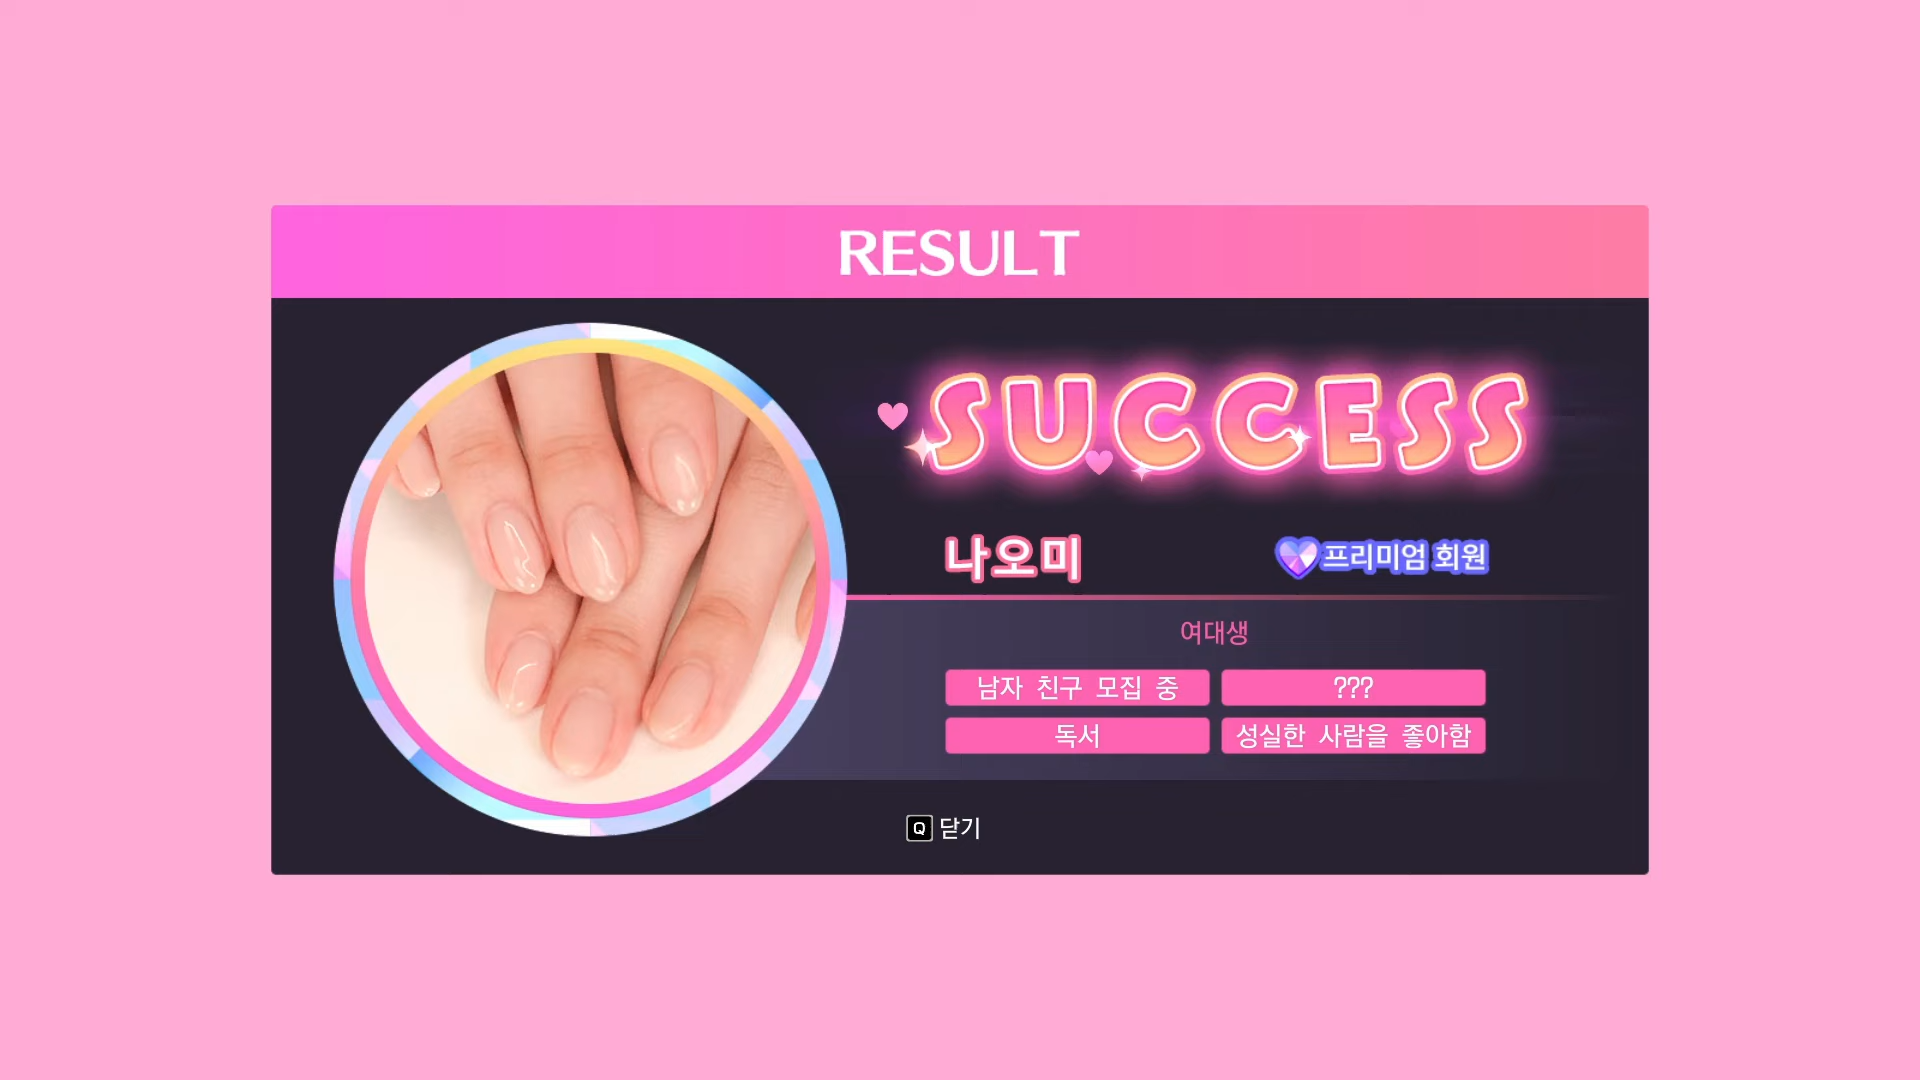 RESULT
SUCCESS
나오미
프리미엄 회원
여대생
남자 친구 모집 중
???
독서
성실한 사람을 좋아함
Q 닫기